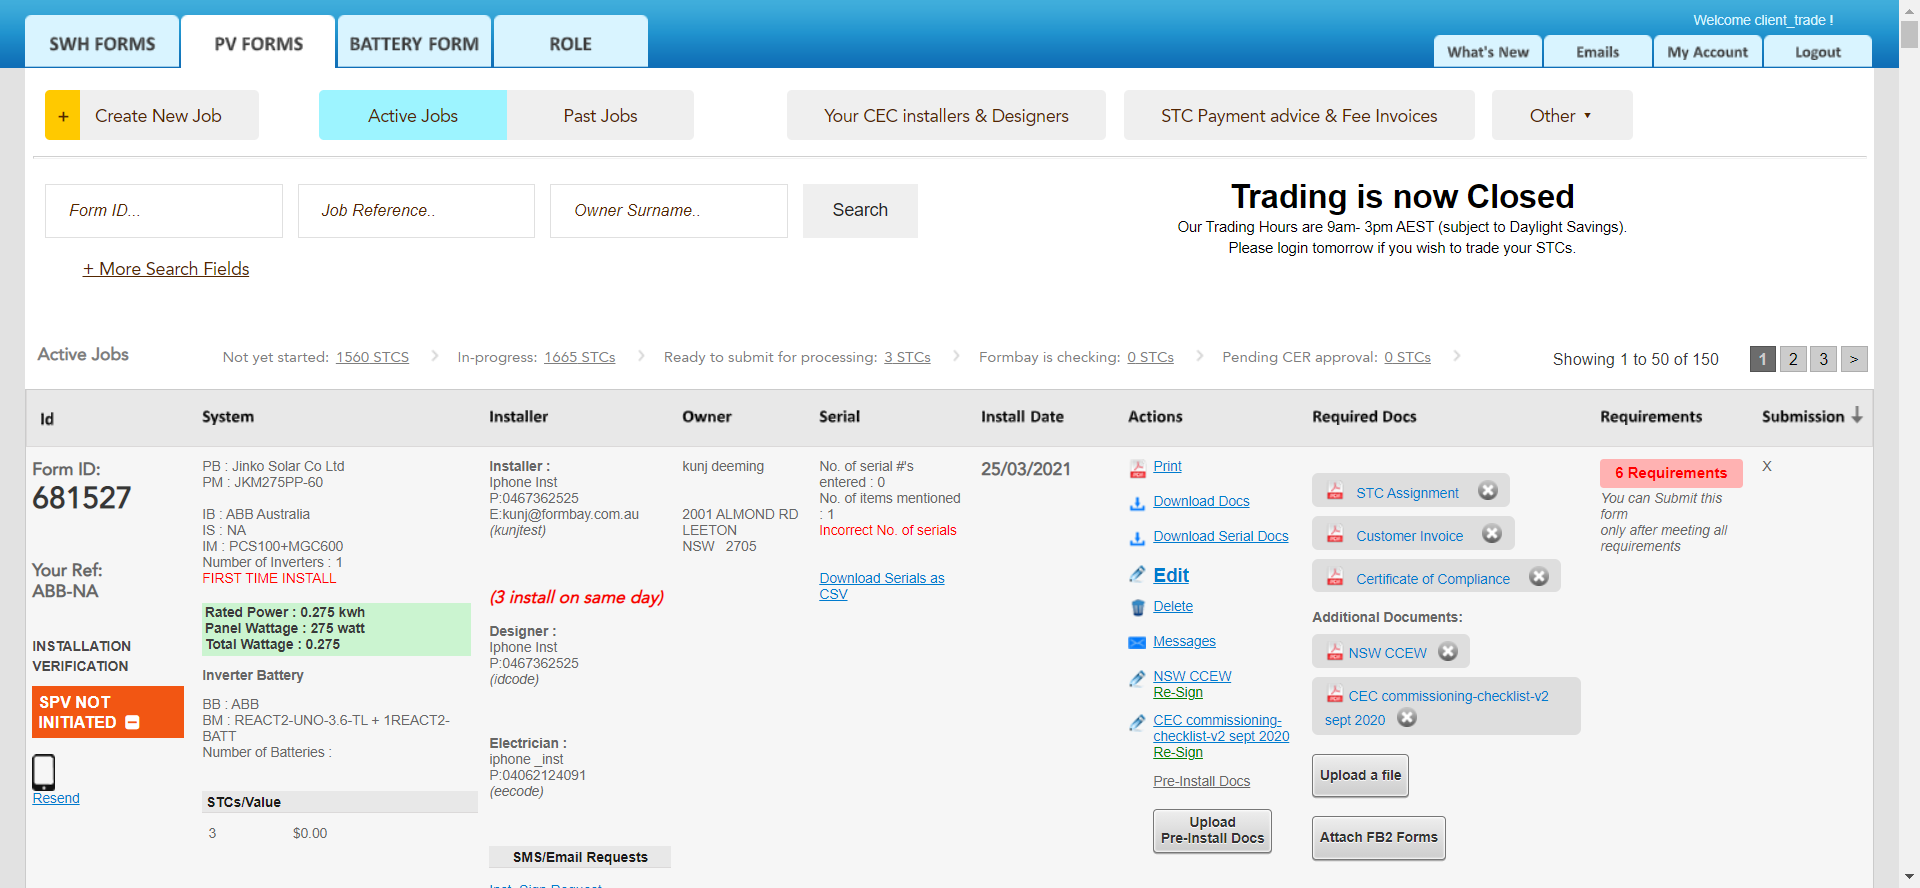 Welcome client_trade !
SWH FORMS
PV FORMS
BATTERY FORM
ROLE
What's New
Emails
My Account
Logout
+ Create New Job
Active Jobs
Past Jobs
Your CEC installers & Designers
STC Payment advice & Fee Invoices
Other ▼
Form ID...
Job Reference..
Owner Surname..
Search
+ More Search Fields
Trading is now Closed
Our Trading Hours are 9am- 3pm AEST (subject to Daylight Savings).
Please login tomorrow if you wish to trade your STCs.
Active Jobs
Not yet started: 1560 STCS
In-progress: 1665 STCs
Ready to submit for processing: 3 STCs
Formbay is checking: 0 STCs
Pending CER approval: 0 STCs
Showing 1 to 50 of 150
1 2 3 >
Id
System
Installer
Owner
Serial
Install Date
Actions
Required Docs
Requirements
Submission
Form ID:
681527
Your Ref:
ABB-NA
INSTALLATION
VERIFICATION
SPV NOT
INITIATED
Resend
PB : Jinko Solar Co Ltd
PM : JKM275PP-60
IB : ABB Australia
IS : NA
IM : PCS100+MGC600
Number of Inverters : 1
FIRST TIME INSTALL
Rated Power : 0.275 kwh
Panel Wattage : 275 watt
Total Wattage : 0.275
Inverter Battery
BB : ABB
BM : REACT2-UNO-3.6-TL + 1REACT2-
BATT
Number of Batteries :
STCs/Value
3 $0.00
Installer :
Iphone Inst
P:0467362525
E:kunj@formbay.com.au
(kunjtest)
(3 install on same day)
Designer :
Iphone Inst
P:0467362525
(idcode)
Electrician :
iphone _inst
P:04062124091
(eecode)
SMS/Email Requests
Inst. Sign Request
kunj deeming
2001 ALMOND RD
LEETON
NSW 2705
No. of serial #'s
entered : 0
No. of items mentioned
: 1
Incorrect No. of serials
Download Serials as
CSV
25/03/2021
Print
Download Docs
Download Serial Docs
Edit
Delete
Messages
NSW CCEW
Re-Sign
CEC commissioning-
checklist-v2 sept 2020
Re-Sign
Pre-Install Docs
Upload
Pre-Install Docs
STC Assignment
Customer Invoice
Certificate of Compliance
Additional Documents:
NSW CCEW
CEC commissioning-checklist-v2
sept 2020
Upload a file
Attach FB2 Forms
6 Requirements
You can Submit this
form
only after meeting all
requirements
X